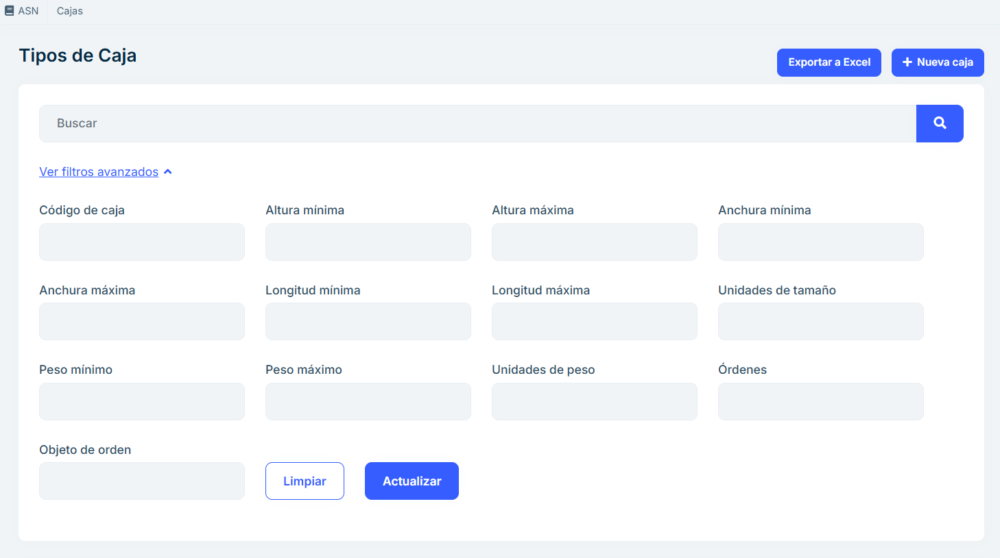 ASN Cajas
Tipos de Caja
Exportar a Excel
Nueva caja
Buscar
Ver filtros avanzados
Código de caja
Altura mínima
Altura máxima
Anchura mínima
Anchura máxima
Longitud mínima
Longitud máxima
Unidades de tamaño
Peso mínimo
Peso máximo
Unidades de peso
Órdenes
Objeto de orden
Limpiar
Actualizar